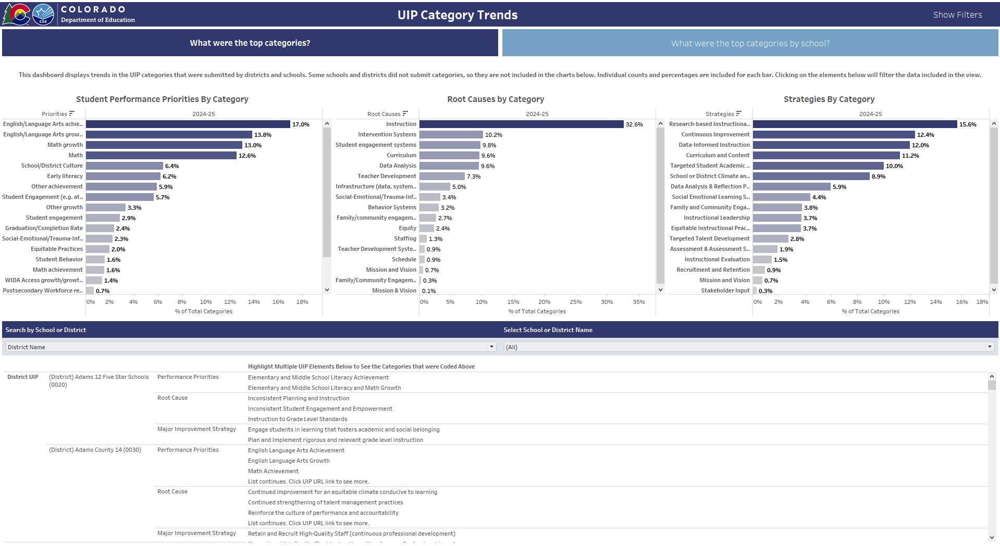 COLORADO
Department of Education
CDE
UIP Category Trends
Show Filters
What were the top categories?
What were the top categories by school?
This dashboard displays trends in the UIP categories that were submitted by districts and schools. Some schools and districts did not submit categories, so they are not included in the charts below. Individual counts and percentages are included for each bar. Clicking on the elements below will filter the data included in the view.
Student Performance Priorities By Category
Priorities
2024-25
English/Language Arts achie.. 17.0%
English/Language Arts grow.. 13.8%
Math growth 13.0%
Math 12.6%
School/District Culture 6.4%
Early literacy 6.2%
Other achievement 5.9%
Student Engagement (e.g. at.. 5.7%
Other growth 3.3%
Student engagement 2.9%
Graduation/Completion Rate 2.4%
Social-Emotional/Trauma-Inf.. 2.3%
Equitable Practices 2.0%
Student Behavior 1.6%
Math achievement 1.6%
WIDA Access growth/growt.. 1.4%
Postsecondary Workforce re.. 0.7%
0% 2% 4% 6% 8% 10% 12% 14% 16% 18%
% of Total Categories
Root Causes by Category
Root Causes
2024-25
Instruction 32.6%
Intervention Systems 10.2%
Student engagement systems 9.8%
Curriculum 9.6%
Data Analysis 9.6%
Teacher Development 7.3%
Infrastructure (data, system.. 5.0%
Social-Emotional/Trauma-Inf.. 3.4%
Behavior Systems 3.2%
Family/community engagem.. 2.7%
Equity 2.4%
Staffing 1.3%
Teacher Development Syste.. 0.9%
Schedule 0.9%
Mission and Vision 0.7%
Family/Community Engagem.. 0.3%
Mission & Vision 0.1%
0% 5% 10% 15% 20% 25% 30% 35%
% of Total Categories
Strategies By Category
Strategies
2024-25
Research-based Instructiona.. 15.6%
Continuous Improvement 12.4%
Data-Informed Instruction 12.0%
Curriculum and Content 11.2%
Targeted Student Academic .. 10.0%
School or District Climate an.. 8.9%
Data Analysis & Reflection P.. 5.9%
Social Emotional Learning S.. 4.4%
Family and Community Enga.. 3.8%
Instructional Leadership 3.7%
Equitable Instructional Prac.. 3.7%
Targeted Talent Development 2.8%
Assessment & Assessment S.. 1.9%
Instructional Evaluation 1.5%
Recruitment and Retention 0.9%
Mission and Vision 0.7%
Stakeholder Input 0.3%
0% 2% 4% 6% 8% 10% 12% 14% 16% 18%
% of Total Categories
Search by School or District
Select School or District Name
District Name
(All)
Highlight Multiple UIP Elements Below to See the Categories that were Coded Above
District UIP (District) Adams 12 Five Star Schools Performance Priorities Elementary and Middle School Literacy Achievement
(0020) Elementary and Middle School Literacy and Math Growth
Root Cause Inconsistent Planning and Instruction
Inconsistent Student Engagement and Empowerment
Instruction to Grade Level Standards
Major Improvement Strategy Engage students in learning that fosters academic and social belonging
Plan and Implement rigorous and relevant grade level instruction
(District) Adams County 14 (0030) Performance Priorities English Language Arts Achievement
English Language Arts Growth
Math Achievement
List continues. Click UIP URL link to see more.
Root Cause Continued improvement for an equitable climate conducive to learning
Continued strengthening of talent management practices
Reinforce the culture of performance and accountability
List continues. Click UIP URL link to see more.
Major Improvement Strategy Retain and Recruit High-Quality Staff (continuous professional development)